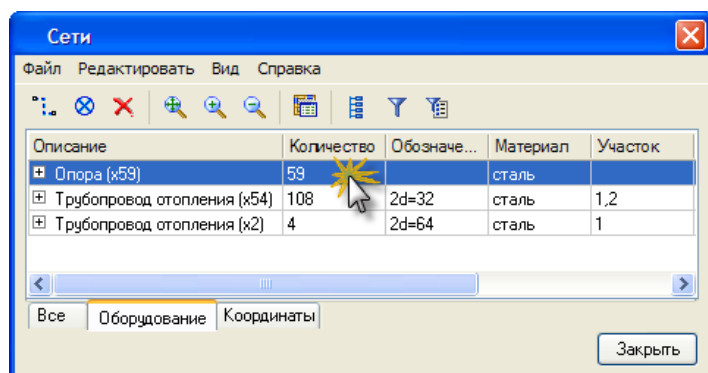 Сети
Файл Редактировать Вид Справка
Описание Количество Обозначе... Материал Участок
Опора (x59) 59 сталь
Трубопровод отопления (x54) 108 2d=32 сталь 1,2
Трубопровод отопления (x2) 4 2d=64 сталь 1
Все Оборудование Координаты
Закрыть